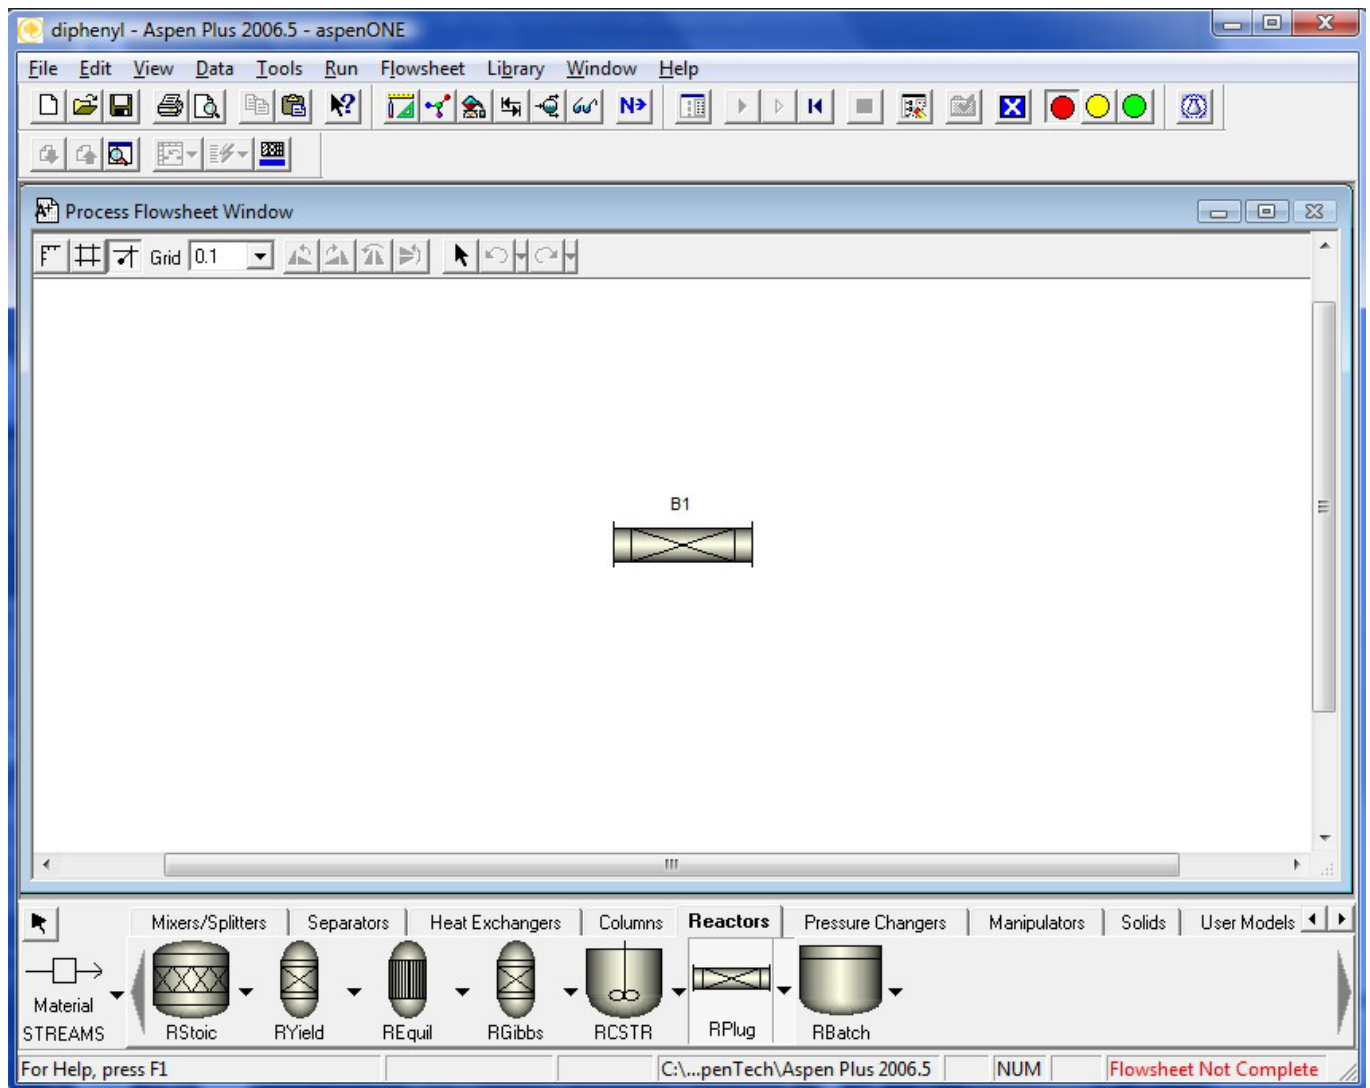 diphenyl - Aspen Plus 2006.5 - aspenONE
File Edit View Data Tools Run Flowsheet Library Window Help
N
Process Flowsheet Window
Grid 0.1
B1
Mixers/Splitters Separators Heat Exchangers Columns Reactors Pressure Changers Manipulators Solids User Models
Material
STREAMS RStoic RYield REquil RGibbs RCSTR RPlug RBatch
For Help, press F1 C:\...penTech\Aspen Plus 2006.5 NUM Flowsheet Not Complete